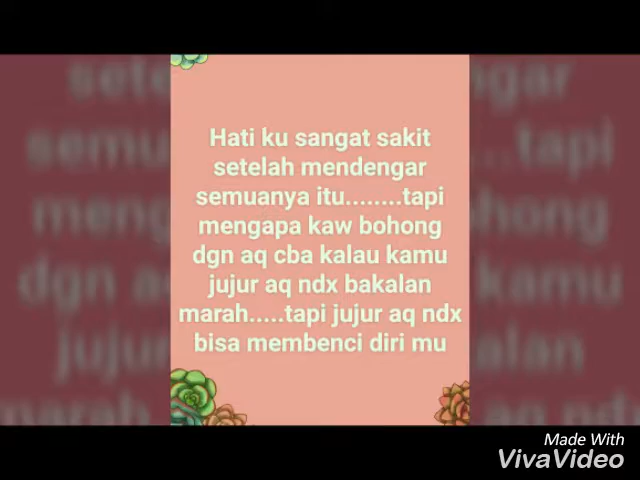 Hati ku sangat sakit
setelah mendengar
semuanya itu........tapi
mengapa kaw bohong
dgn aq cba kalau kamu
jujur aq ndx bakalan
marah.....tapi jujur aq ndx
bisa membenci diri mu
Made With
VivaVideo